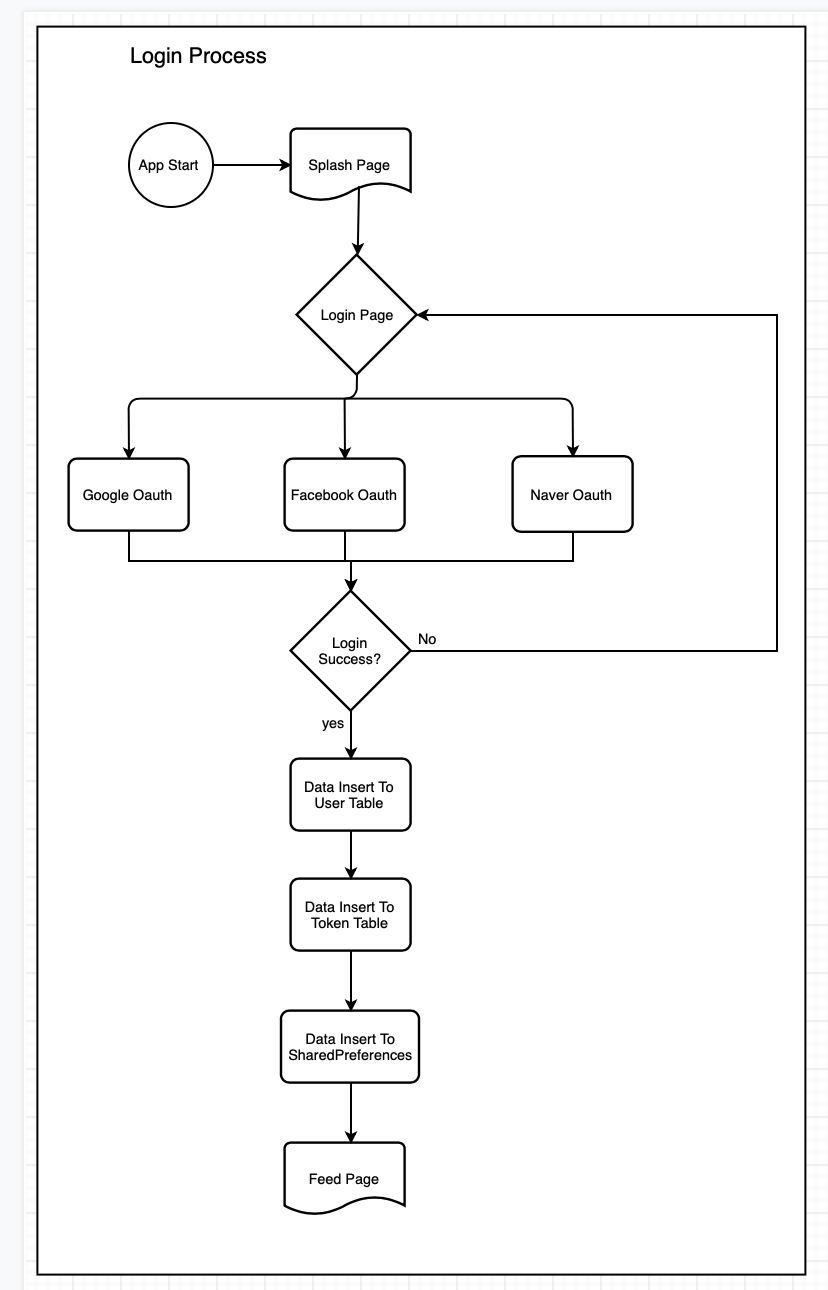 Login Process
App Start
Splash Page
Login Page
Google Oauth
Facebook Oauth
Naver Oauth
Login
Success?
No
yes
Data Insert To
User Table
Data Insert To
Token Table
Data Insert To
SharedPreferences
Feed Page